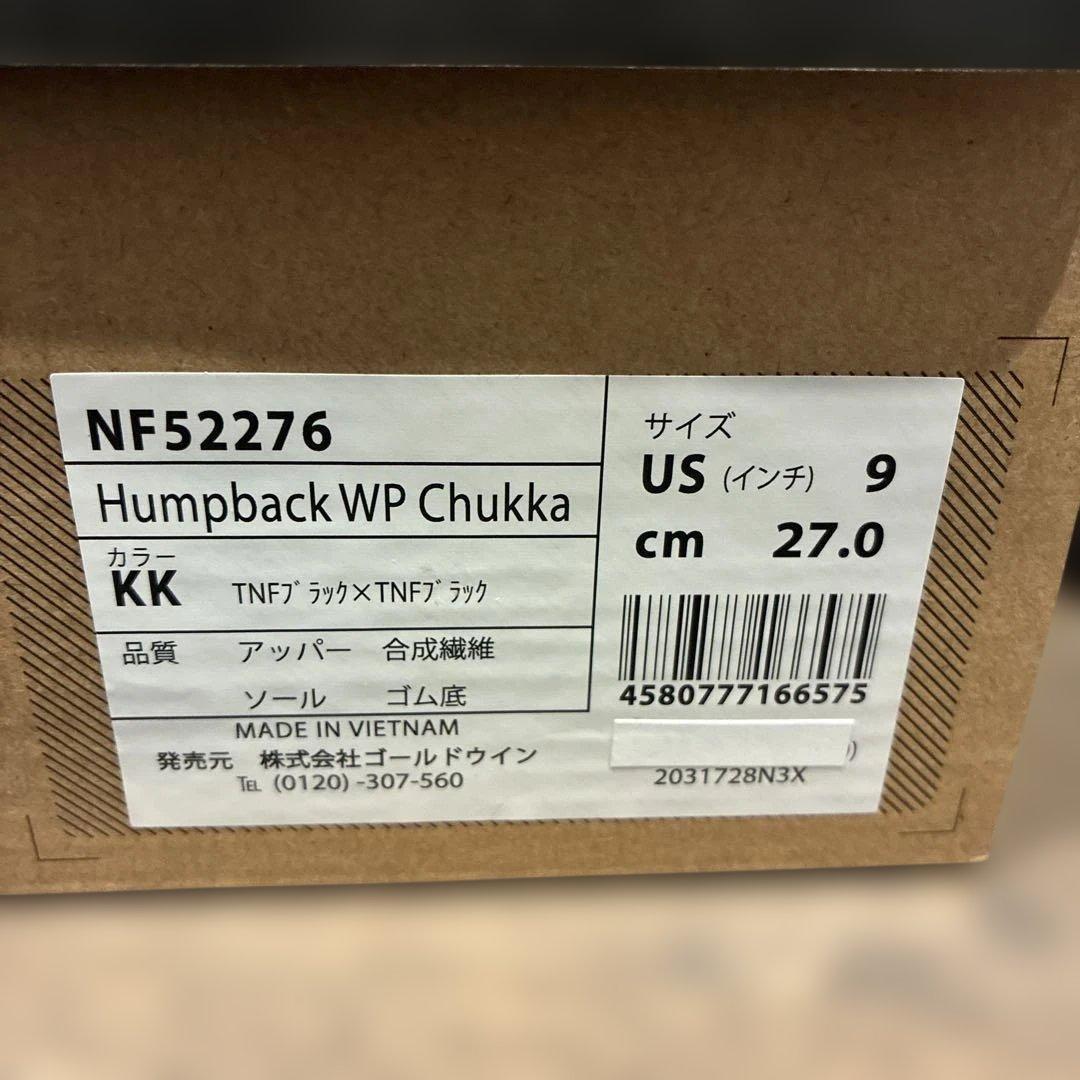 NF52276
Humpback WP Chukka
カラー
KK TNFﾌﾞﾗｯｸ×TNFﾌﾞﾗｯｸ
品質 アッパー 合成繊維
ソール ゴム底
MADE IN VIETNAM
発売元 株式会社ゴールドウイン
℡ (0120) -307-560
サイズ
US (インチ) 9
cm 27.0
4580777166575
)
2031728N3X